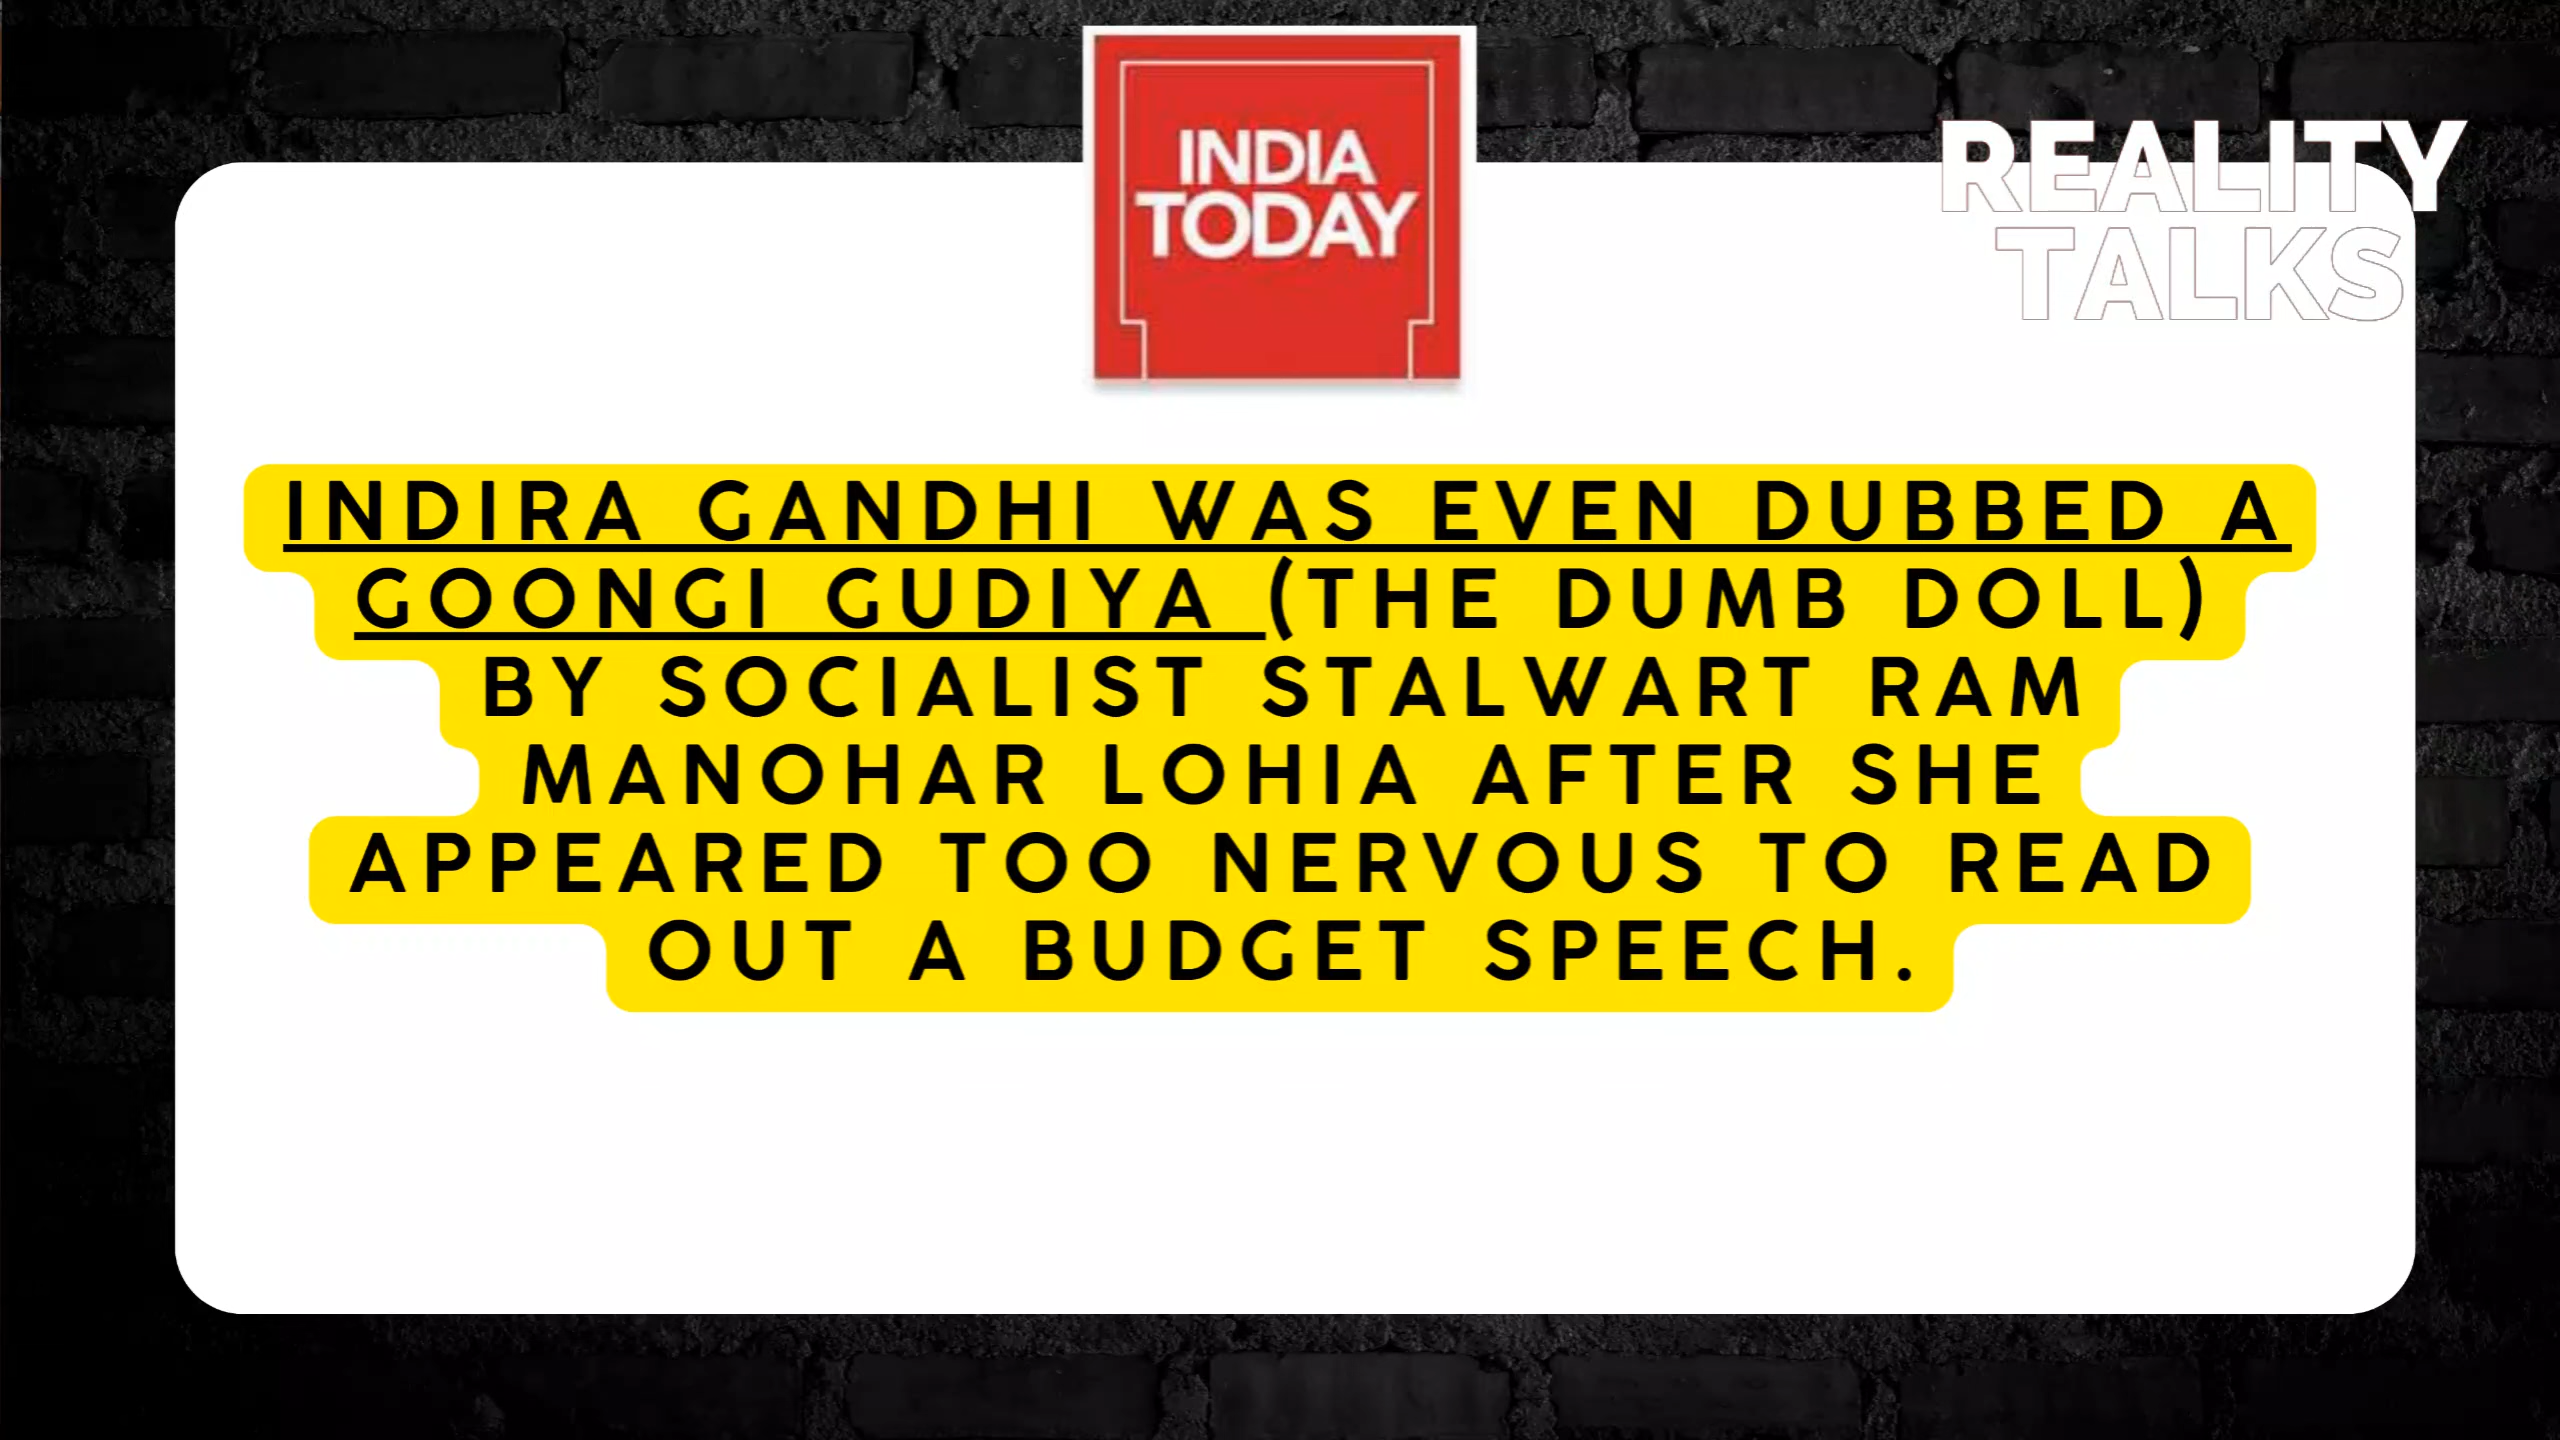 INDIA
TODAY
REALITY
TALKS
INDIRA GANDHI WAS EVEN DUBBED A
GOONGI GUDIYA (THE DUMB DOLL)
BY SOCIALIST STALWART RAM
MANOHAR LOHIA AFTER SHE
APPEARED TOO NERVOUS TO READ
OUT A BUDGET SPEECH.